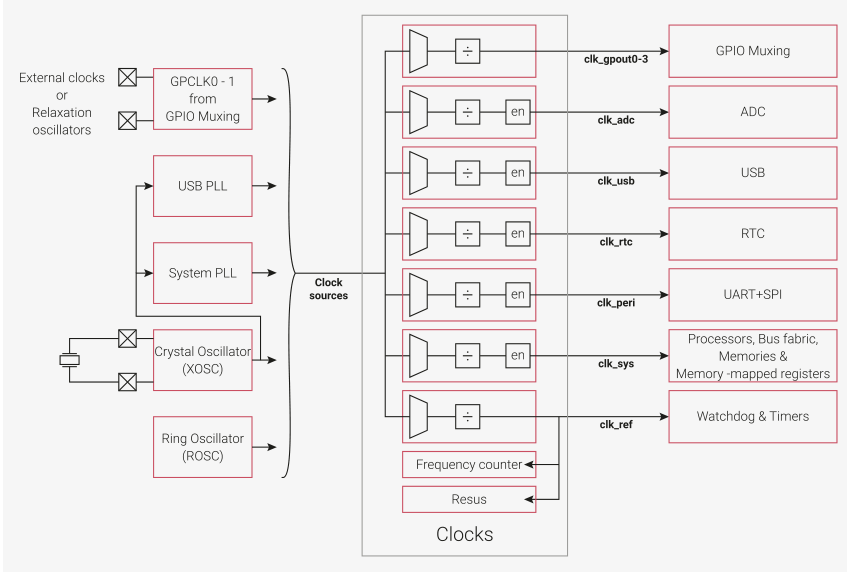 External clocks
or
Relaxation
oscillators
GPCLK0 - 1
from
GPIO Muxing
USB PLL
System PLL
Crystal Oscillator
(XOSC)
Ring Oscillator
(ROSC)
Clock
sources
÷
clk_gpout0-3
GPIO Muxing
÷
en
clk_adc
ADC
÷
en
clk_usb
USB
÷
en
clk_rtc
RTC
÷
en
clk_peri
UART+SPI
÷
en
clk_sys
Processors, Bus fabric,
Memories &
Memory -mapped registers
÷
clk_ref
Watchdog & Timers
Frequency counter
Resus
Clocks